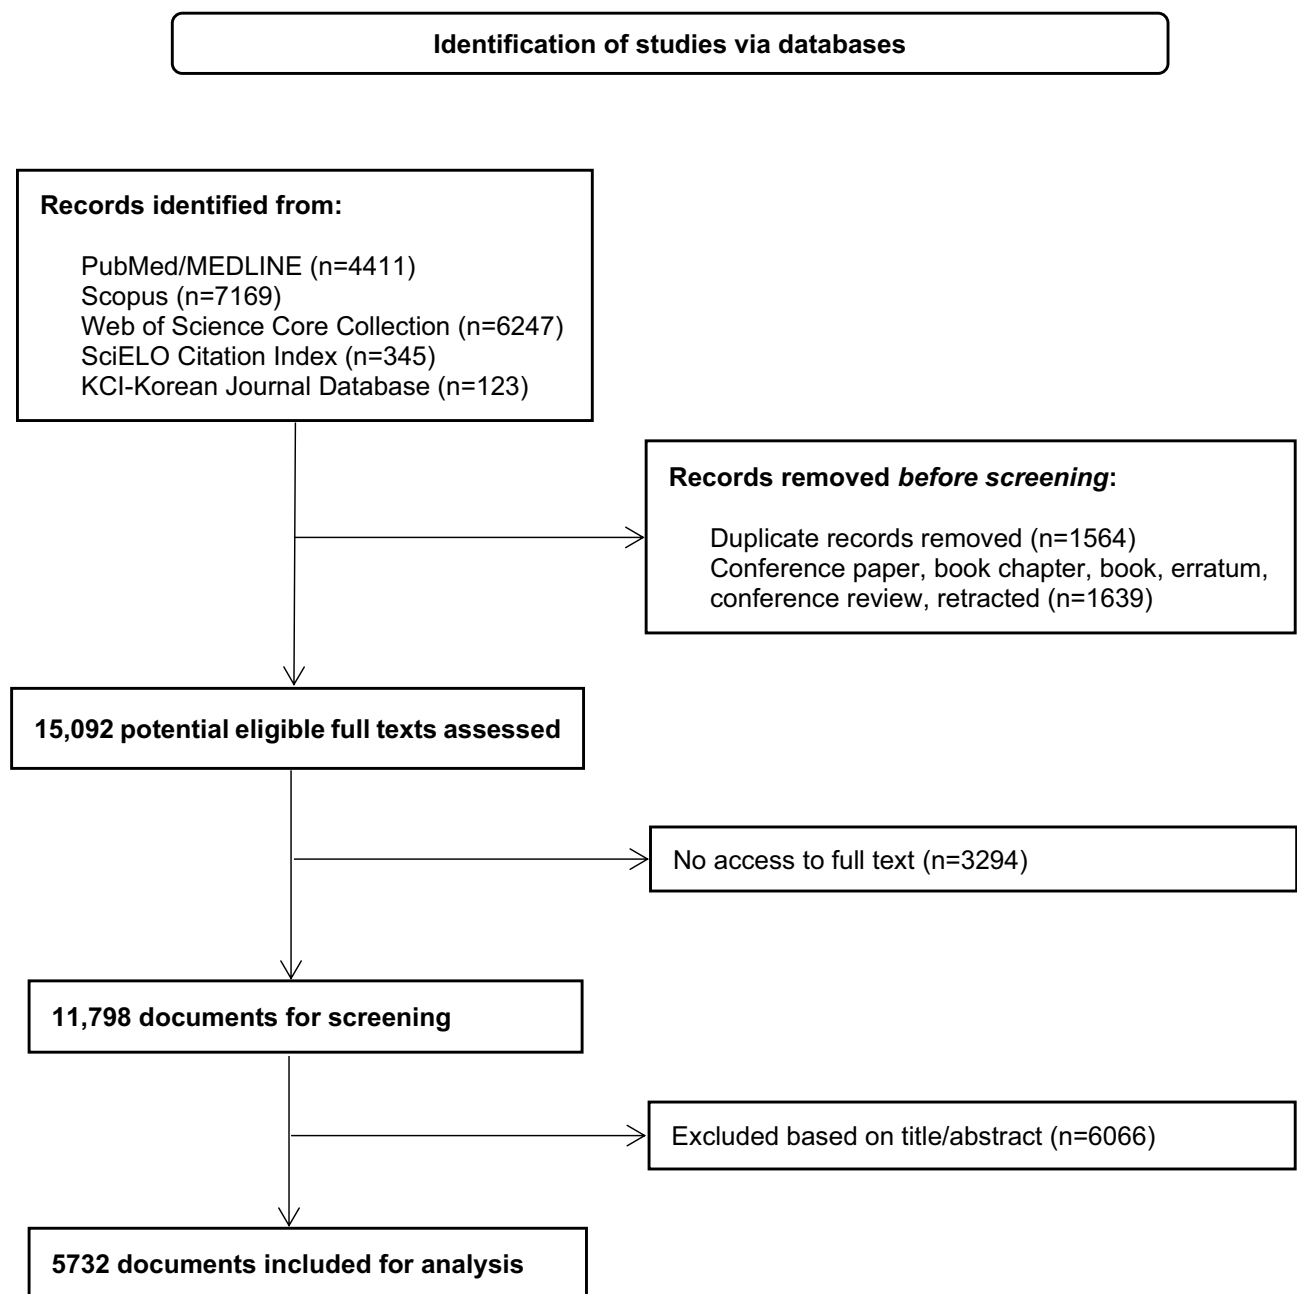 Identification of studies via databases
Records identified from:
PubMed/MEDLINE (n=4411)
Scopus (n=7169)
Web of Science Core Collection (n=6247)
SciELO Citation Index (n=345)
KCI-Korean Journal Database (n=123)
Records removed before screening:
Duplicate records removed (n=1564)
Conference paper, book chapter, book, erratum,
conference review, retracted (n=1639)
15,092 potential eligible full texts assessed
No access to full text (n=3294)
11,798 documents for screening
Excluded based on title/abstract (n=6066)
5732 documents included for analysis